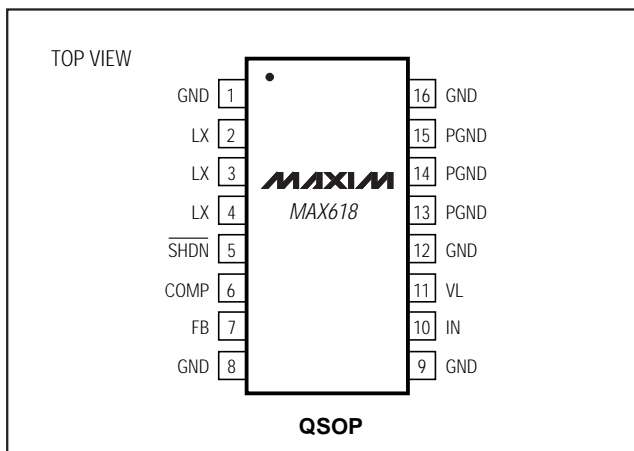 TOP VIEW
GND 1 16 GND
LX 2 15 PGND
LX 3 14 PGND
LX 4 13 PGND
SHDN 5 12 GND
COMP 6 11 VL
FB 7 10 IN
GND 8 9 GND
MAXIM
MAX618
QSOP